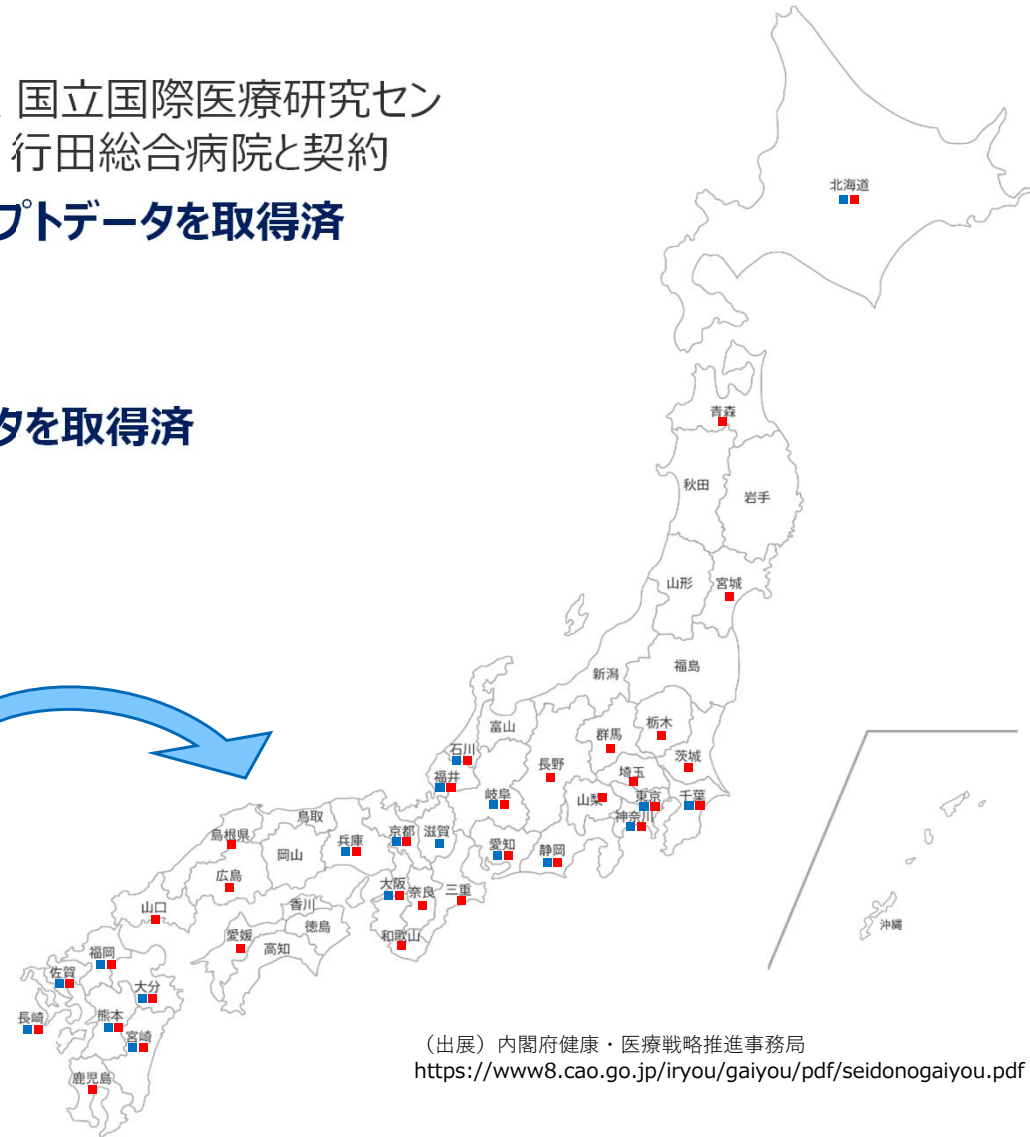 国立国際医療研究セン
行田総合病院と契約
プトデータを取得済
タを取得済
北海道
青森
秋田
岩手
山形
宮城
新潟
福島
富山
石川
群馬
栃木
福井
長野
茨城
岐阜
埼玉
山梨
東京
千葉
神奈川
鳥取
島根県
岡山
兵庫
京都
滋賀
愛知
静岡
広島
大阪
奈良
三重
山口
香川
徳島
愛媛
高知
和歌山
福岡
佐賀
大分
長崎
熊本
宮崎
鹿児島
沖縄
（出展）内閣府健康・医療戦略推進事務局
https://www8.cao.go.jp/iryou/gaiyou/pdf/seidonogaiyou.pdf